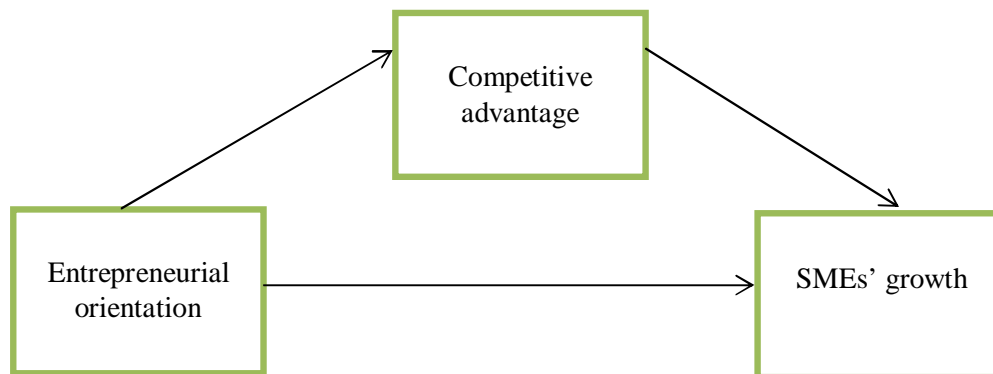 Competitive
advantage
Entrepreneurial
orientation
SMEs’ growth